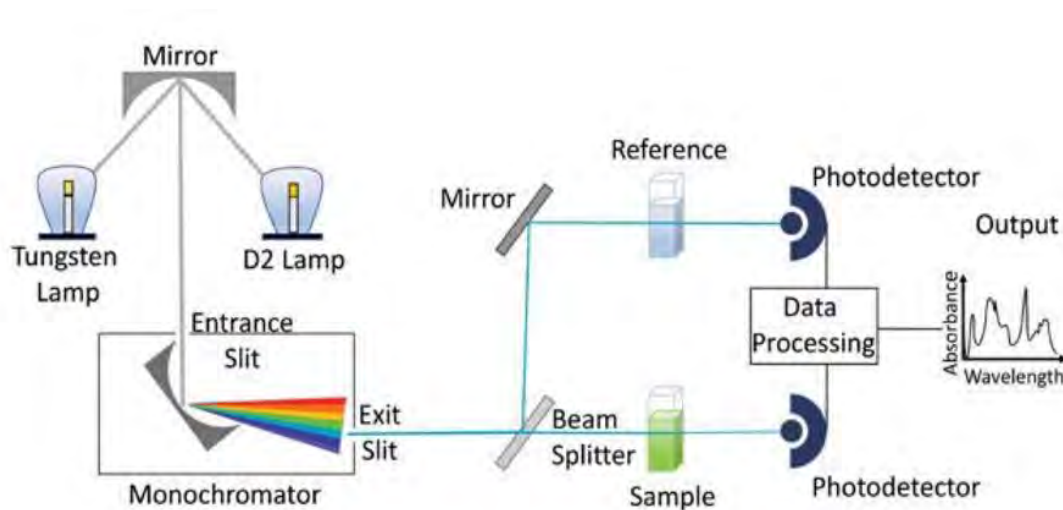 Mirror
Tungsten
Lamp
D2 Lamp
Entrance
Slit
Exit
Slit
Monochromator
Mirror
Beam
Splitter
Reference
Sample
Photodetector
Data
Processing
Photodetector
Output
Absorbance
Wavelength